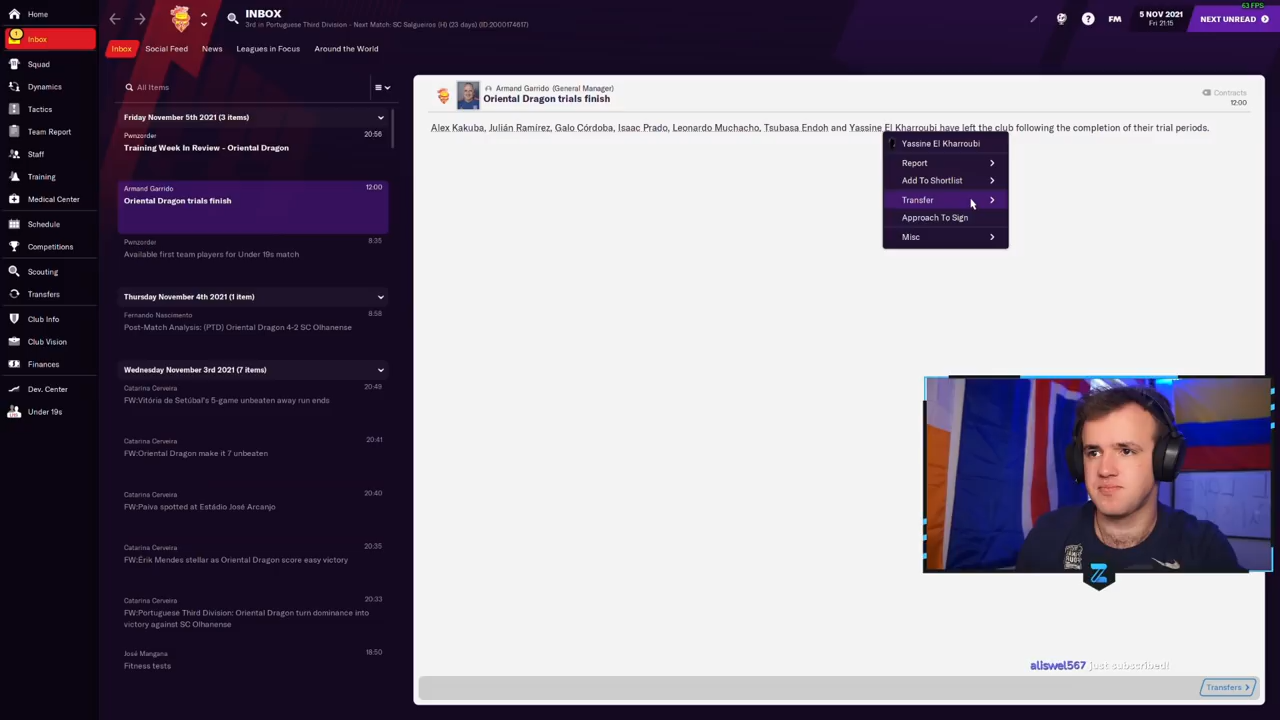 63 FPS
Home
INBOX
3rd in Portuguese Third Division - Next Match: SC Salgueiros (H) (23 days) (ID:2000174617)
FM
5 NOV 2021
Fri 21:15
NEXT UNREAD
1
Inbox
Squad
Dynamics
Tactics
Team Report
Staff
Training
Medical Center
Schedule
Competitions
Scouting
Transfers
Club Info
Club Vision
Finances
Dev. Center
Under 19s
Inbox
Social Feed
News
Leagues in Focus
Around the World
All Items
Friday November 5th 2021 (3 items)
Pwnzorder 20:56
Training Week In Review - Oriental Dragon
Armand Garrido 12:00
Oriental Dragon trials finish
Pwnzorder 8:35
Available first team players for Under 19s match
Thursday November 4th 2021 (1 item)
Fernando Nascimento 8:58
Post-Match Analysis: (PTD) Oriental Dragon 4-2 SC Olhanense
Wednesday November 3rd 2021 (7 items)
Catarina Cerveira 20:49
FW:Vitória de Setúbal's 5-game unbeaten away run ends
Catarina Cerveira 20:41
FW:Oriental Dragon make it 7 unbeaten
Catarina Cerveira 20:40
FW:Paiva spotted at Estádio José Arcanjo
Catarina Cerveira 20:35
FW:Erik Mendes stellar as Oriental Dragon score easy victory
Catarina Cerveira 20:33
FW:Portuguese Third Division: Oriental Dragon turn dominance into
victory against SC Olhanense
José Mangana 18:50
Fitness tests
Armand Garrido (General Manager)
Oriental Dragon trials finish
Contracts
12:00
Alex Kakuba, Julián Ramírez, Galo Córdoba, Isaac Prado, Leonardo Muchacho, Tsubasa Endoh and Yassine El Kharroubi have left the club following the completion of their trial periods.
Yassine El Kharroubi
Report
Add To Shortlist
Transfer
Approach To Sign
Misc
aliswel567 just subscribed!
Transfers